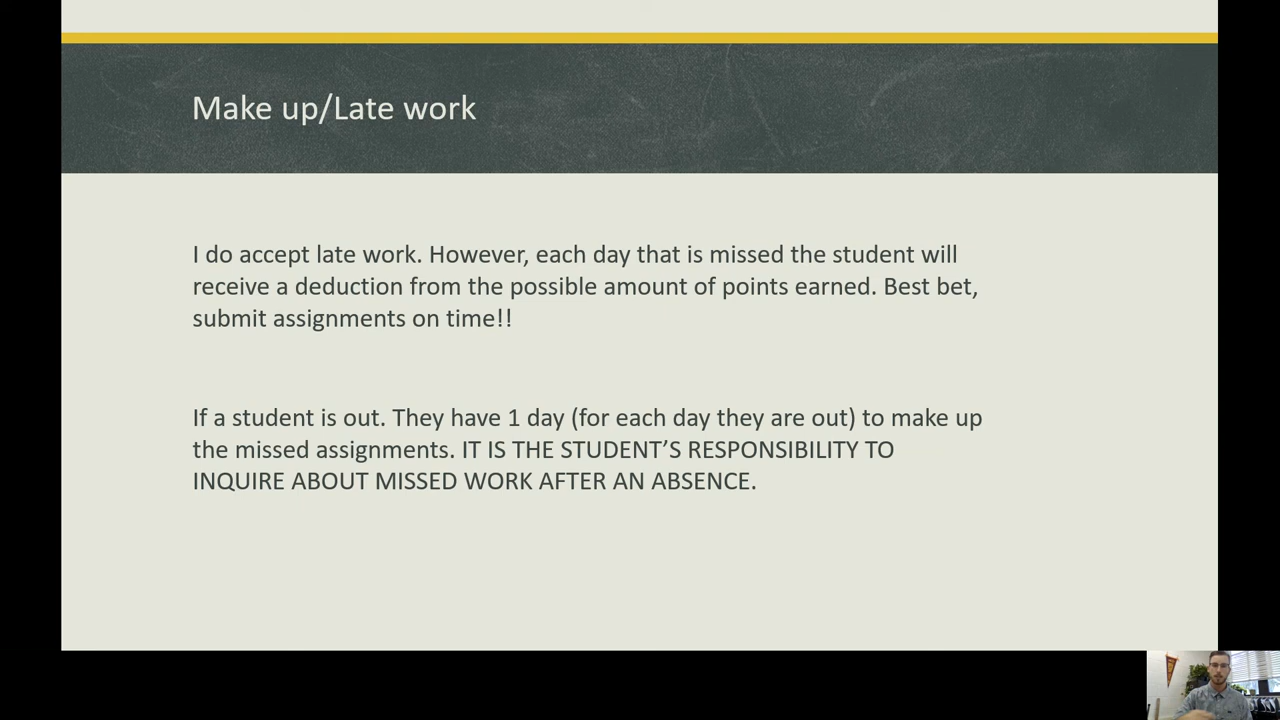 Make up/Late work
I do accept late work. However, each day that is missed the student will
receive a deduction from the possible amount of points earned. Best bet,
submit assignments on time!!
If a student is out. They have 1 day (for each day they are out) to make up
the missed assignments. IT IS THE STUDENT’S RESPONSIBILITY TO
INQUIRE ABOUT MISSED WORK AFTER AN ABSENCE.